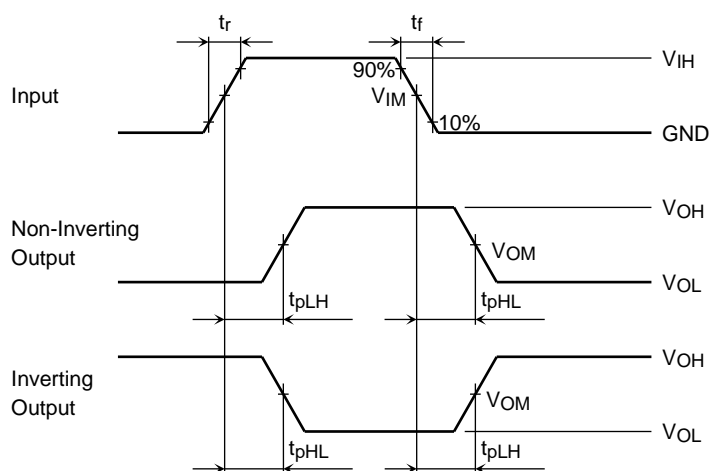 tr
tf
VIH
90%
Input
VIM
10%
GND
VOH
Non-Inverting
Output
VOM
VOL
tpLH
tpHL
VOH
Inverting
Output
VOM
VOL
tpHL
tpLH